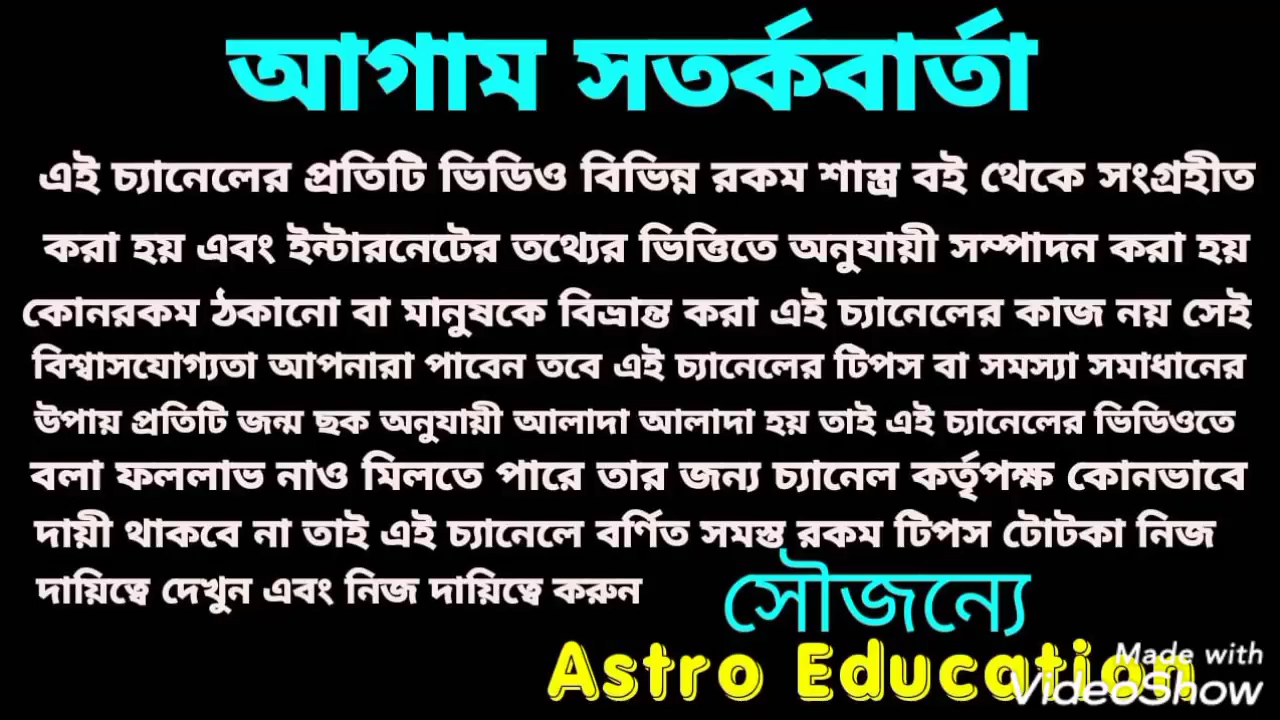 আগাম সতর্কবার্তা
এই চ্যানেলের প্রতিটি ভিডিও বিভিন্ন রকম শাস্ত্র বই থেকে সংগ্রহীত
করা হয় এবং ইন্টারনেটের তথ্যের ভিত্তিতে অনুযায়ী সম্পাদন করা হয়
কোনরকম ঠকানো বা মানুষকে বিভ্রান্ত করা এই চ্যানেলের কাজ নয় সেই
বিশ্বাসযোগ্যতা আপনারা পাবেন তবে এই চ্যানেলের টিপস বা সমস্যা সমাধানের
উপায় প্রতিটি জন্ম ছক অনুযায়ী আলাদা আলাদা হয় তাই এই চ্যানেলের ভিডিওতে
বলা ফললাভ নাও মিলতে পারে তার জন্য চ্যানেল কর্তৃপক্ষ কোনভাবে
দায়ী থাকবে না তাই এই চ্যানেলে বর্ণিত সমস্ত রকম টিপস টোটকা নিজ
দায়িত্বে দেখুন এবং নিজ দায়িত্বে করুন
সৌজন্যে
Astro Education
Made with
VideoShow